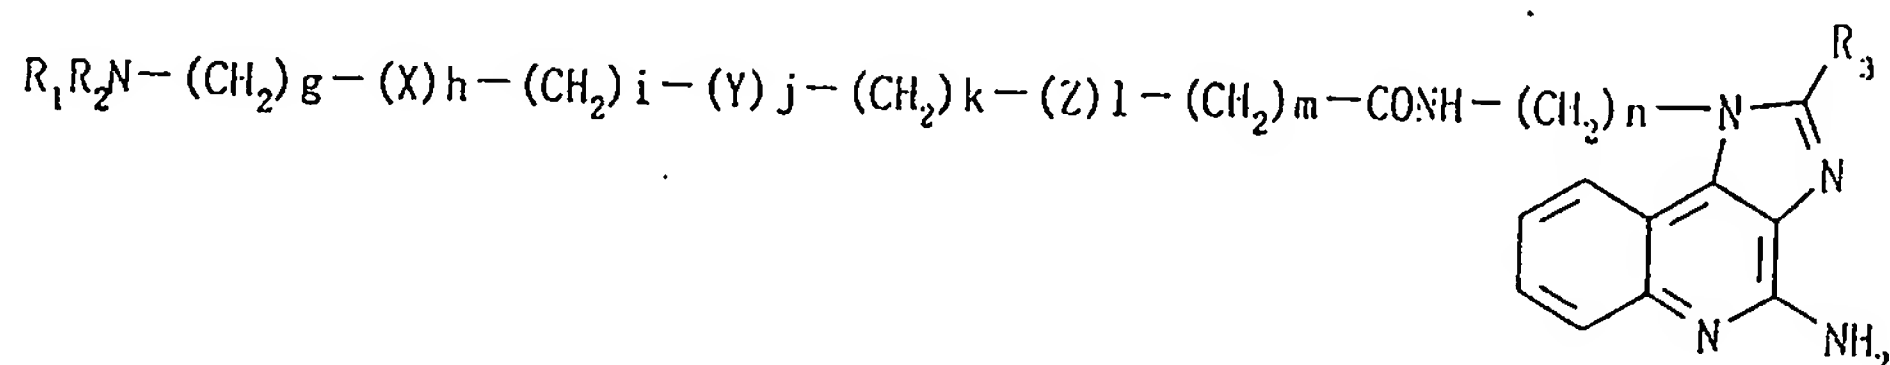 R₁R₂N—(CH₂)g—(X)h—(CH₂)i—(Y)j—(CH₂)k—(Z)l—(CH₂)m—CONH—(CH₂)n—N
R₃
N
N
NH₂